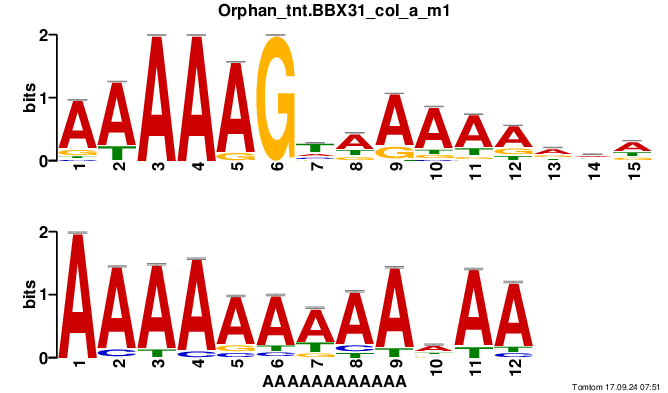 Orphan_tnt.BBX31_col_a_m1
bits
2
1
0
1 2 3 4 5 6 7 8 9 10 11 12 13 14 15
bits
2
1
0
1 2 3 4 5 6 7 8 9 10 11 12
AAAAAAAAAAAA
Tomtom 17.09.24 07:51